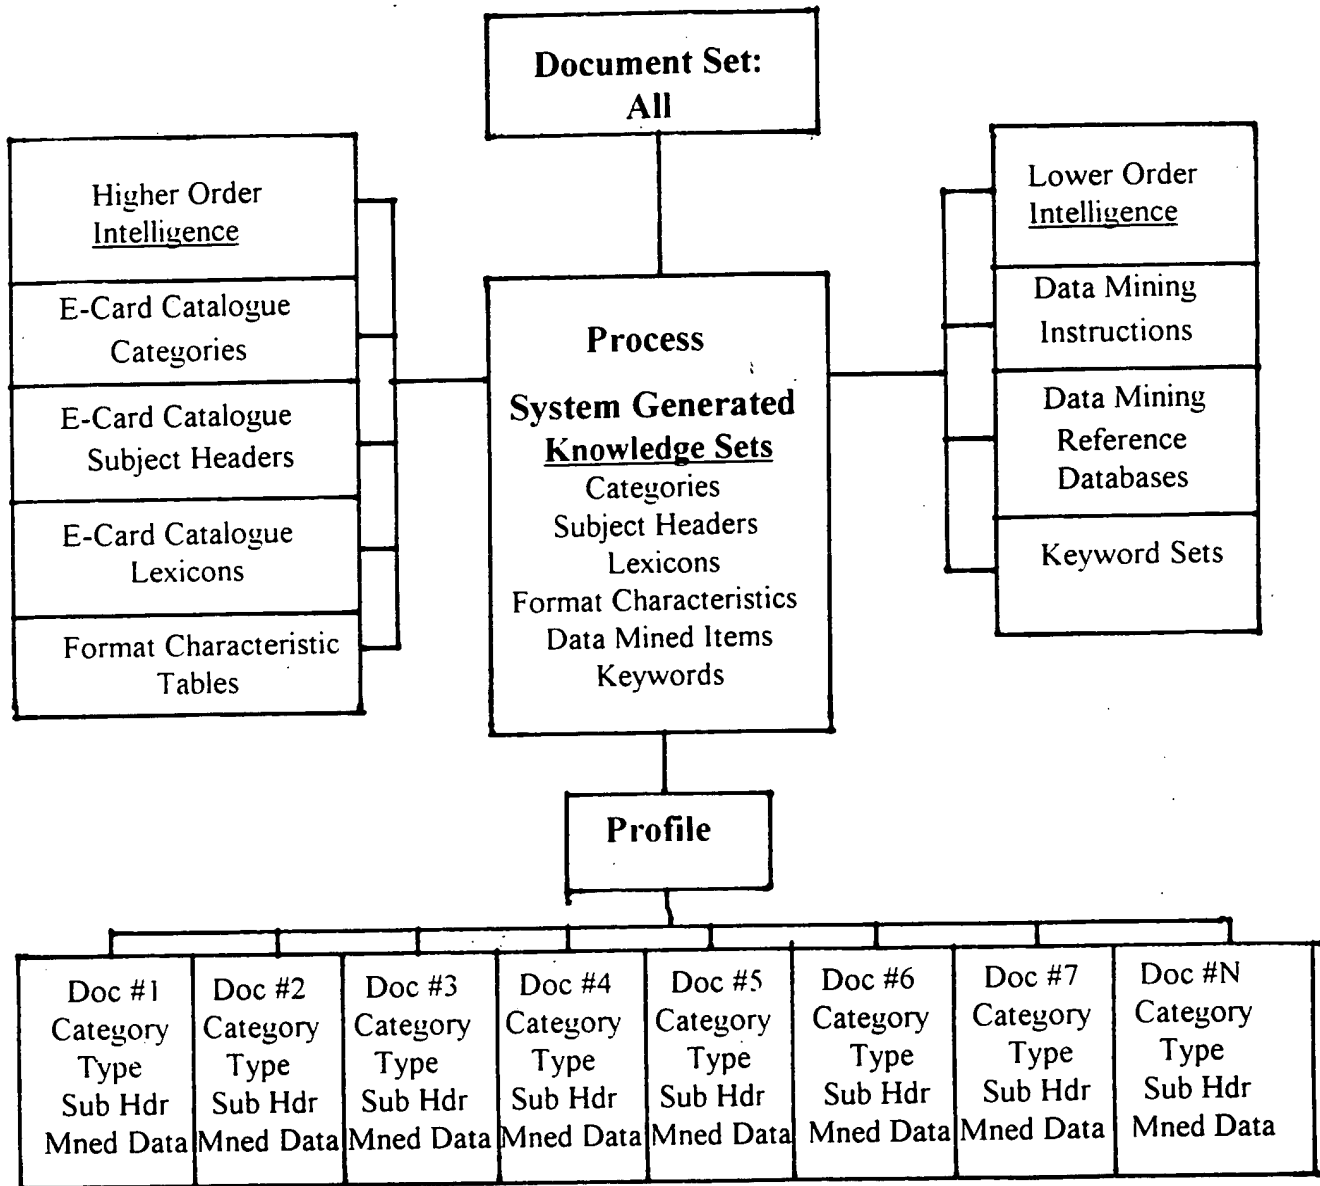 Document Set:
All
Higher Order
Intelligence
E-Card Catalogue
Categories
E-Card Catalogue
Subject Headers
E-Card Catalogue
Lexicons
Format Characteristic
Tables
Process
System Generated
Knowledge Sets
Categories
Subject Headers
Lexicons
Format Characteristics
Data Mined Items
Keywords
Lower Order
Intelligence
Data Mining
Instructions
Data Mining
Reference
Databases
Keyword Sets
Profile
Doc #1
Category
Type
Sub Hdr
Mned Data
Doc #2
Category
Type
Sub Hdr
Mned Data
Doc #3
Category
Type
Sub Hdr
Mned Data
Doc #4
Category
Type
Sub Hdr
Mned Data
Doc #5
Category
Type
Sub Hdr
Mned Data
Doc #6
Category
Type
Sub Hdr
Mned Data
Doc #7
Category
Type
Sub Hdr
Mned Data
Doc #N
Category
Type
Sub Hdr
Mned Data